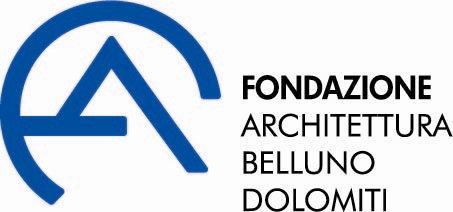 FONDAZIONE
ARCHITETTURA
BELLUNO
DOLOMITI